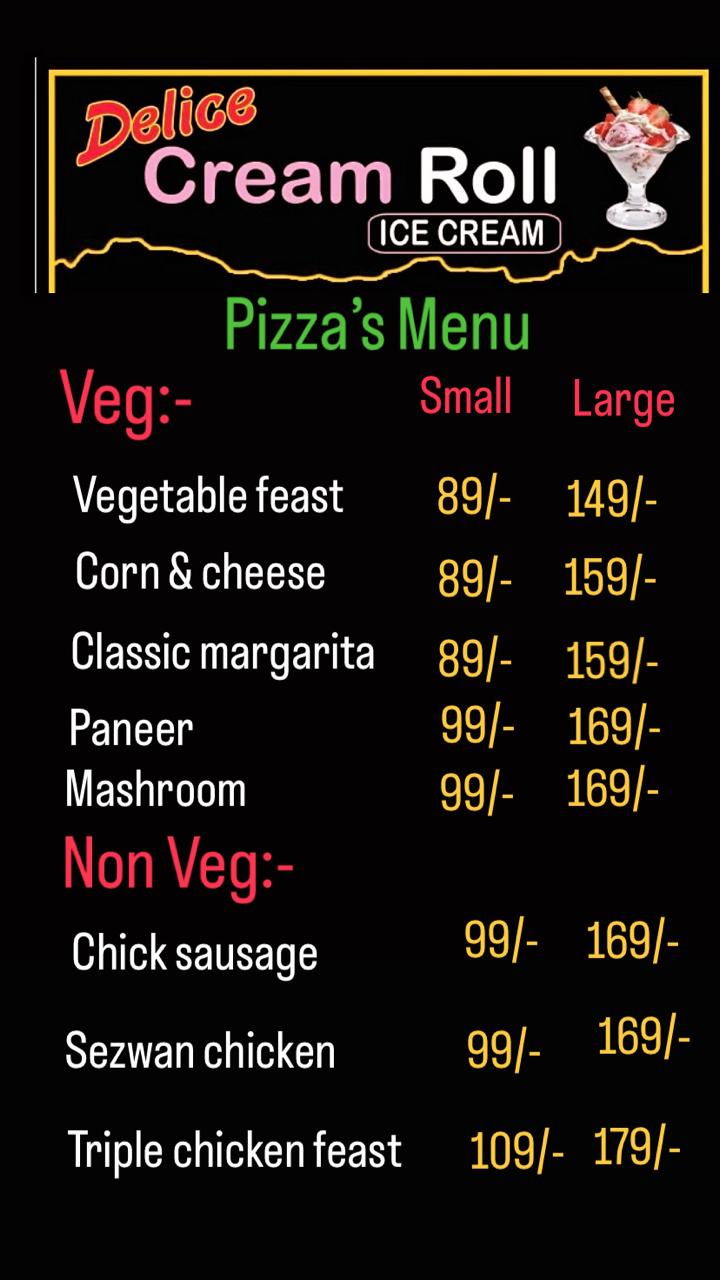 Delice
Cream Roll
ICE CREAM
Pizza's Menu
Veg:- Small Large
Vegetable feast 89/- 149/-
Corn & cheese 89/- 159/-
Classic margarita 89/- 159/-
Paneer 99/- 169/-
Mashroom 99/- 169/-
Non Veg:-
Chick sausage 99/- 169/-
Sezwan chicken 99/- 169/-
Triple chicken feast 109/- 179/-